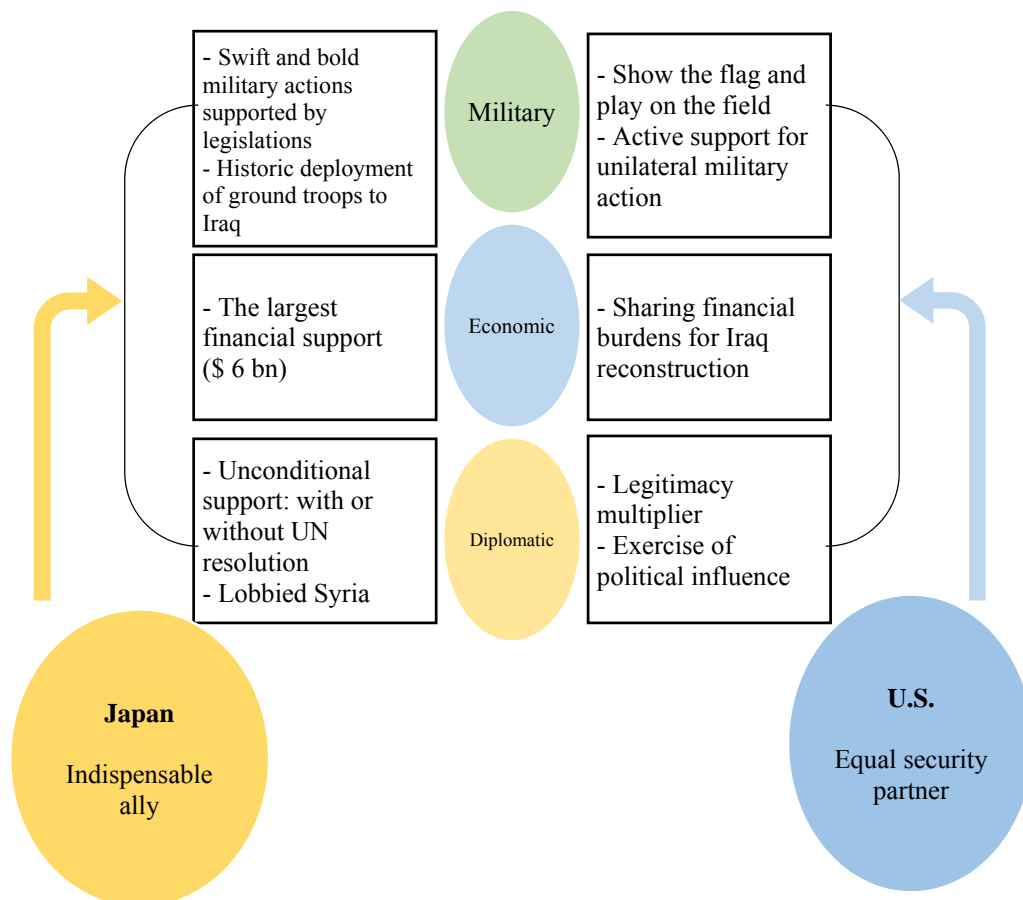 - Swift and bold
military actions
supported by
legislations
- Historic deployment
of ground troops to
Iraq
Military
- Show the flag and
play on the field
- Active support for
unilateral military
action
- The largest
financial support
($ 6 bn)
Economic
- Sharing financial
burdens for Iraq
reconstruction
- Unconditional
support: with or
without UN
resolution
- Lobbied Syria
Diplomatic
- Legitimacy
multiplier
- Exercise of
political influence
Japan
Indispensable
ally
U.S.
Equal security
partner